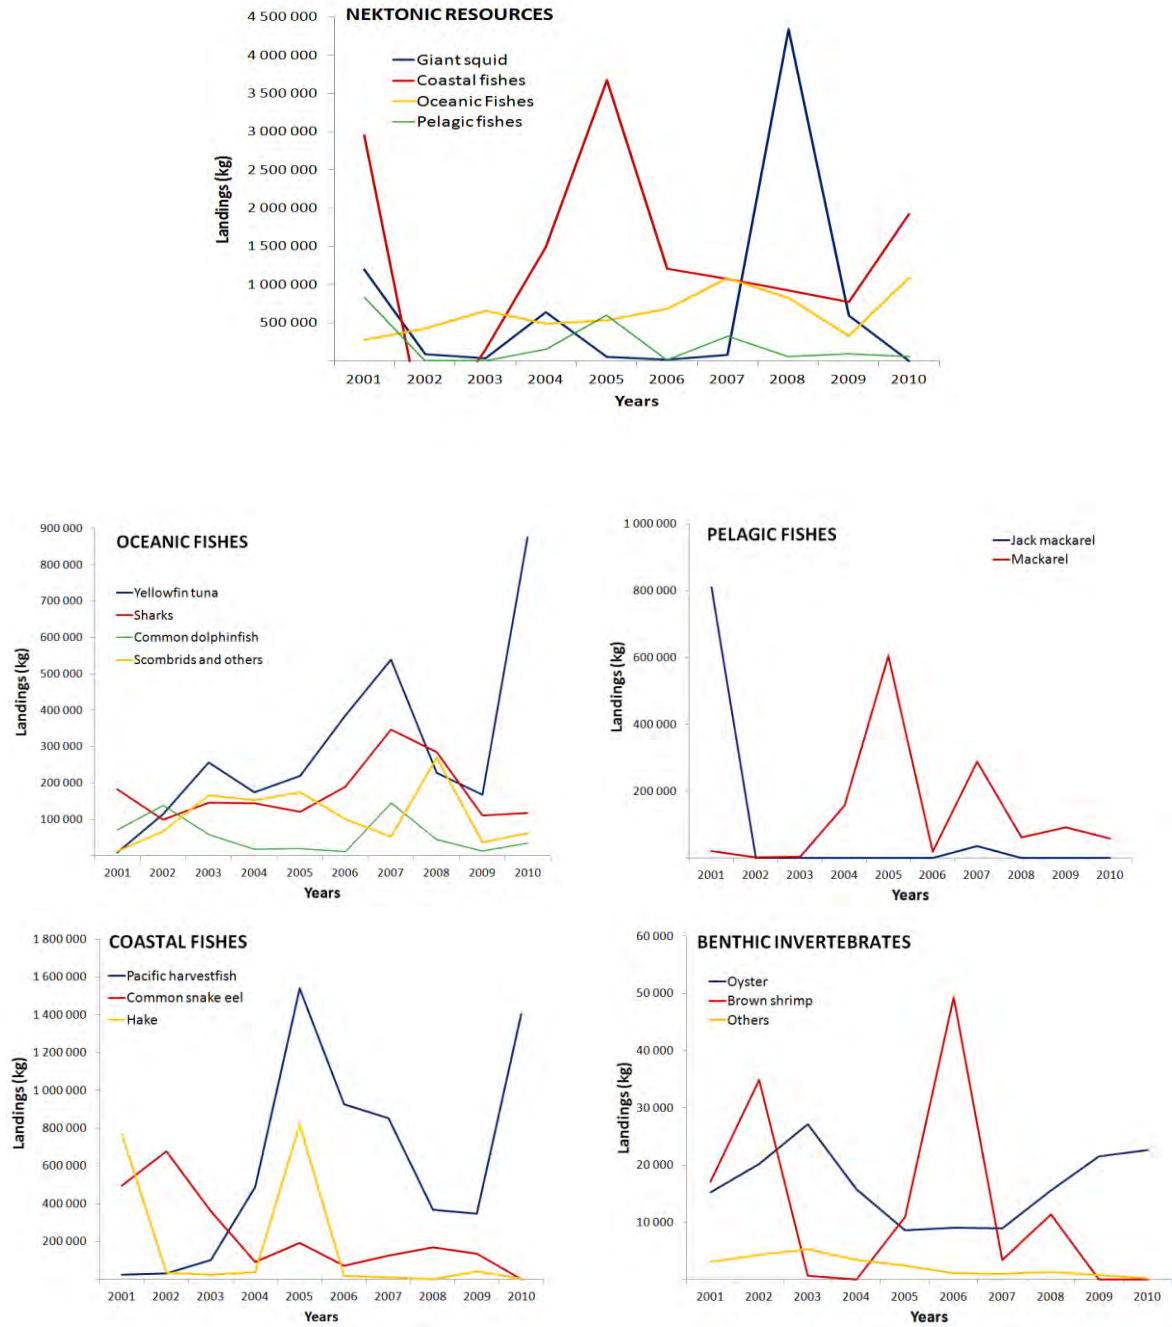 NEKTONIC RESOURCES
4 500 000
4 000 000
3 500 000
3 000 000
2 500 000
2 000 000
1 500 000
1 000 000
500 000
Landings (kg)
Giant squid
Coastal fishes
Oceanic Fishes
Pelagic fishes
2001 2002 2003 2004 2005 2006 2007 2008 2009 2010
Years
OCEANIC FISHES
900 000
800 000
700 000
600 000
500 000
400 000
300 000
200 000
100 000
Landings (kg)
Yellowfin tuna
Sharks
Common dolphinfish
Scombrids and others
2001 2002 2003 2004 2005 2006 2007 2008 2009 2010
Years
PELAGIC FISHES
1 000 000
800 000
600 000
400 000
200 000
Landings (kg)
Jack mackarel
Mackarel
2001 2002 2003 2004 2005 2006 2007 2008 2009 2010
Years
COASTAL FISHES
1 800 000
1 600 000
1 400 000
1 200 000
1 000 000
800 000
600 000
400 000
200 000
Landings (kg)
Pacific harvestfish
Common snake eel
Hake
2001 2002 2003 2004 2005 2006 2007 2008 2009 2010
Years
BENTHIC INVERTEBRATES
60 000
50 000
40 000
30 000
20 000
10 000
Landings (kg)
Oyster
Brown shrimp
Others
2001 2002 2003 2004 2005 2006 2007 2008 2009 2010
Years